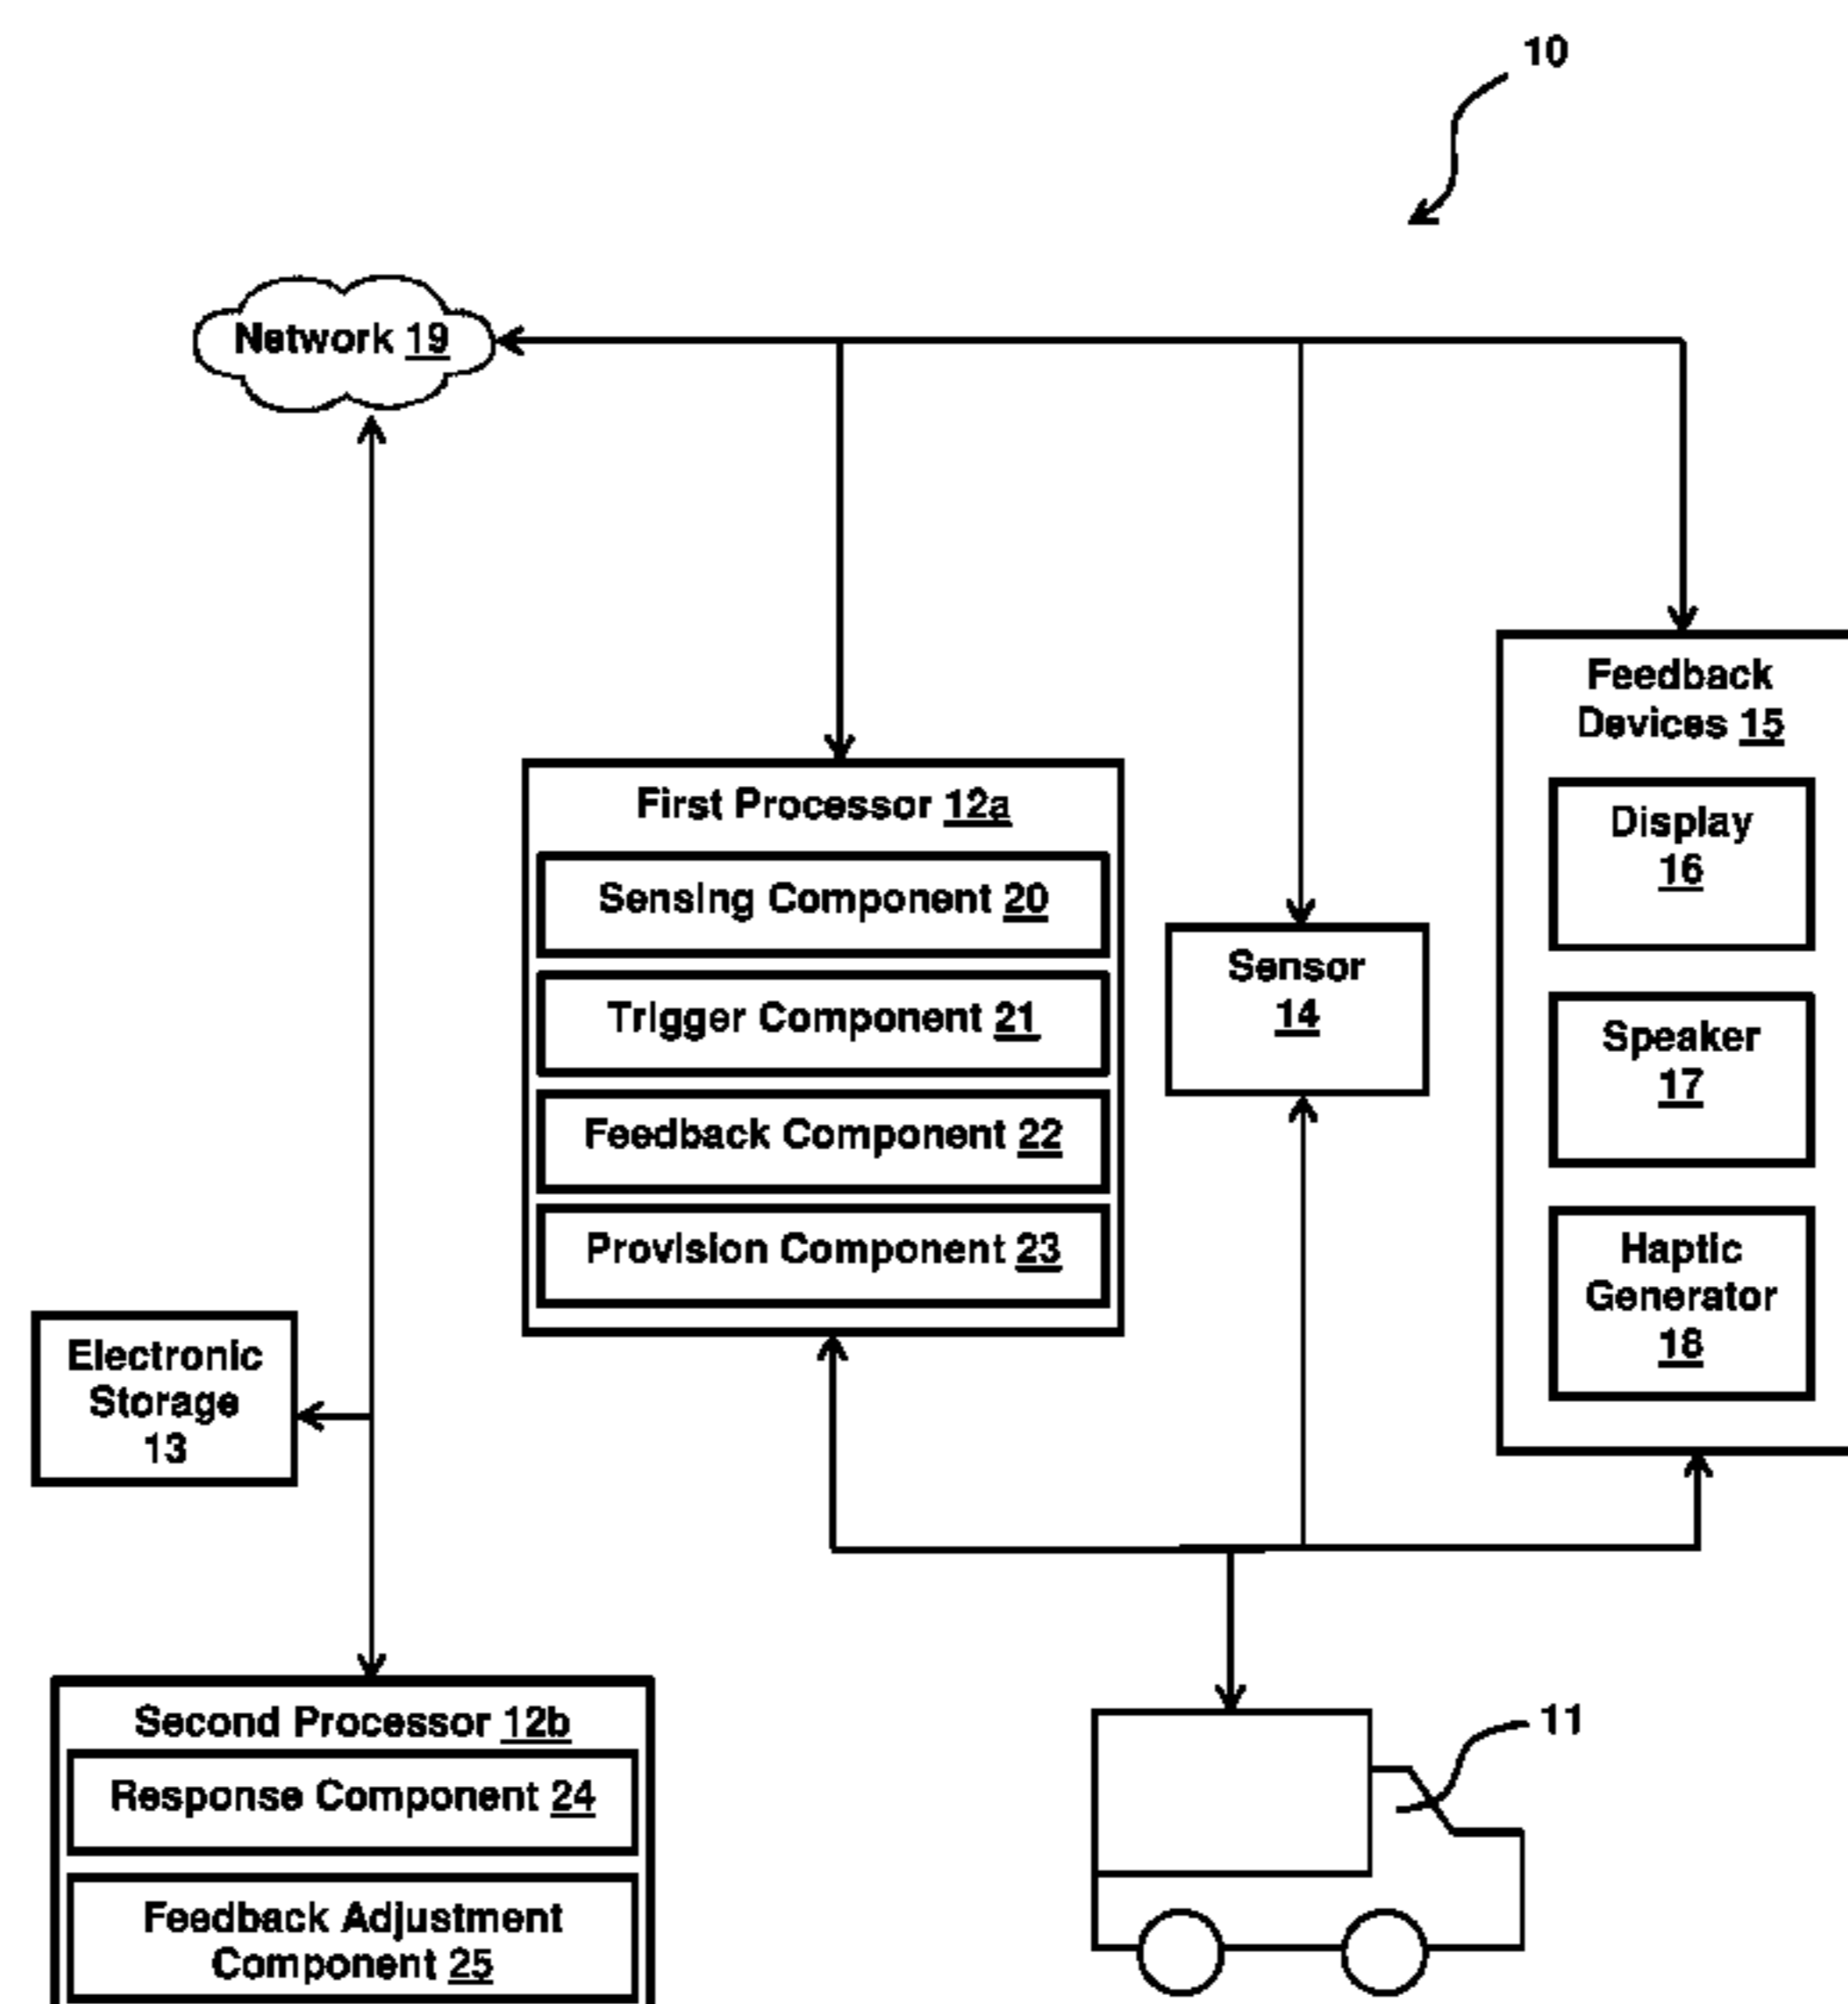 10
Network 19
Feedback
Devices 15
Display
16
Speaker
17
Haptic
Generator
18
First Processor 12a
Sensing Component 20
Trigger Component 21
Feedback Component 22
Provision Component 23
Sensor
14
Electronic
Storage
13
Second Processor 12b
Response Component 24
Feedback Adjustment
Component 25
11